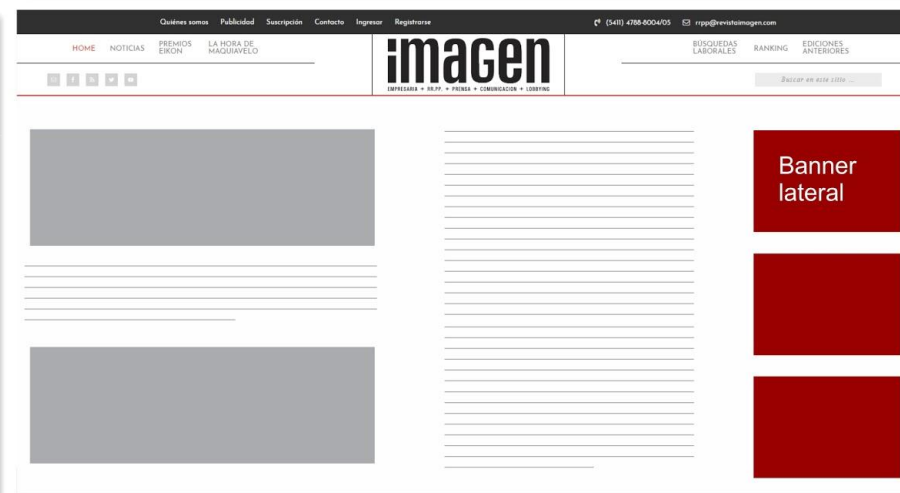 Quiénes somos Publicidad Suscripción Contacto Ingresar Registrarse (5411) 4788-8004/05 rrpp@revistaimagen.com
HOME NOTICIAS PREMIOS EIKON LA HORA DE MAQUIAVELO
imagen
EMPRESARIA + RR.PP. + PRENSA + COMUNICACION + LOBBYING
BÚSQUEDAS LABORALES RANKING EDICIONES ANTERIORES
Buscar en este sitio ...
Banner
lateral